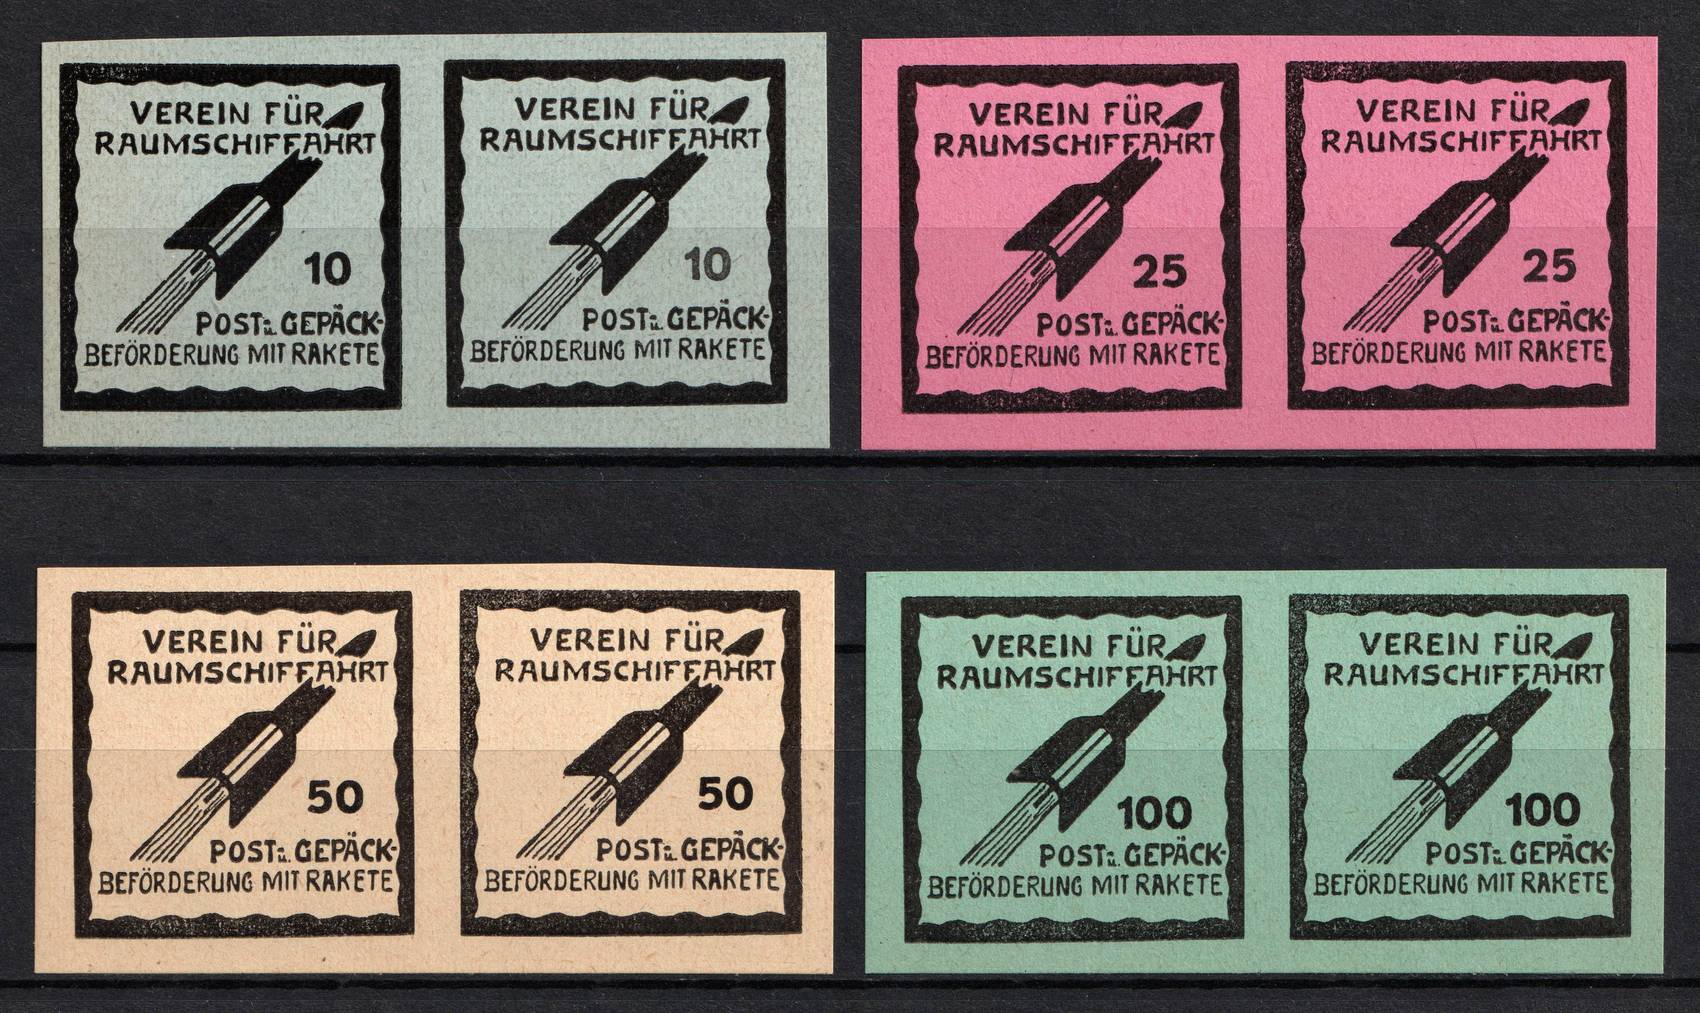 VEREIN FÜR
RAUMSCHIFFAHRT
10
POST u. GEPÄCK-
BEFÖRDERUNG MIT RAKETE
VEREIN FÜR
RAUMSCHIFFAHRT
10
POST u. GEPÄCK-
BEFÖRDERUNG MIT RAKETE
VEREIN FÜR
RAUMSCHIFFAHRT
25
POST u. GEPÄCK-
BEFÖRDERUNG MIT RAKETE
VEREIN FÜR
RAUMSCHIFFAHRT
25
POST u. GEPÄCK-
BEFÖRDERUNG MIT RAKETE
VEREIN FÜR
RAUMSCHIFFAHRT
50
POST u. GEPÄCK-
BEFÖRDERUNG MIT RAKETE
VEREIN FÜR
RAUMSCHIFFAHRT
50
POST u. GEPÄCK-
BEFÖRDERUNG MIT RAKETE
VEREIN FÜR
RAUMSCHIFFAHRT
100
POST u. GEPÄCK-
BEFÖRDERUNG MIT RAKETE
VEREIN FÜR
RAUMSCHIFFAHRT
100
POST u. GEPÄCK-
BEFÖRDERUNG MIT RAKETE